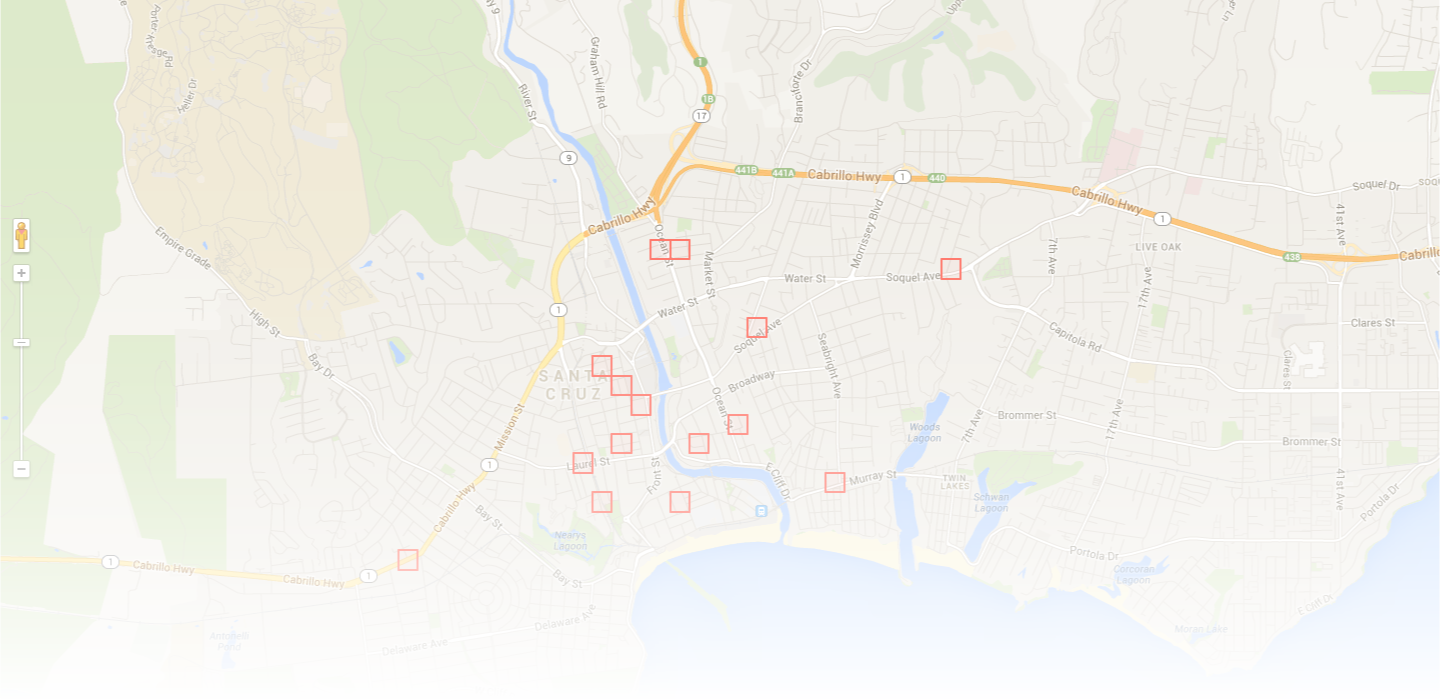 Porter-Kresge Rd
Heller Dr
9
River St
Graham Hill Rd
1
1B
17
Branciforte Dr
9
441B
441A
Cabrillo Hwy
1
440
Cabrillo Hwy
1
Soquel Dr
41st Ave
Cabrillo Hwy
Ocean St
Market St
Morrissey Blvd
7th Ave
LIVE OAK
17th Ave
438
Empire Grade
Water St
Soquel Ave
High St
1
Water St
Clares St
Soquel Ave
Capitola Rd
Bay Dr
Seabright Ave
Clares St
SANTA
CRUZ
Broadway
Ocean St
Mission St
Woods
Lagoon
7th Ave
Brommer St
17th Ave
Brommer St
1
Laurel St
Front St
E Cliff Dr
Murray St
TWIN
LAKES
41st Ave
Cabrillo Hwy
Bay St
Schwan
Lagoon
Portola Dr
Nearys
Lagoon
1
Cabrillo Hwy
1
Cabrillo Hwy
Bay St
Portola Dr
Corcoran
Lagoon
E Cliff Dr
Delaware Ave
Antonelli
Pond
Delaware Ave
Moran Lake